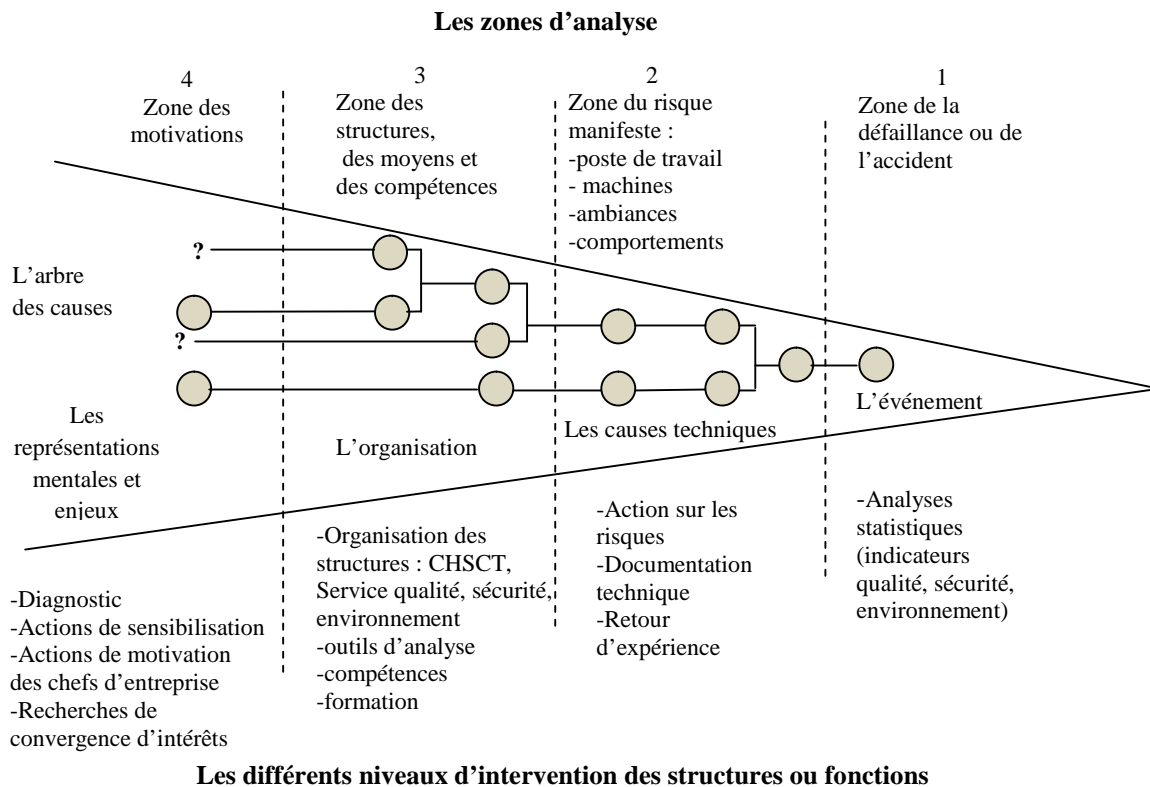 Les zones d’analyse
4
Zone des
motivations
3
Zone des
structures,
des moyens et
des compétences
2
Zone du risque
manifeste :
-poste de travail
- machines
-ambiances
-comportements
1
Zone de la
défaillance ou de
l’accident
L’arbre
des causes
?
?
Les
représentations
mentales et
enjeux
L’organisation
Les causes techniques
L’événement
-Diagnostic
-Actions de sensibilisation
-Actions de motivation
des chefs d’entreprise
-Recherches de
convergence d’intérêts
-Organisation des
structures : CHSCT,
Service qualité, sécurité,
environnement
-outils d’analyse
-compétences
-formation
-Action sur les
risques
-Documentation
technique
-Retour
d’expérience
-Analyses
statistiques
(indicateurs
qualité, sécurité,
environnement)
Les différents niveaux d’intervention des structures ou fonctions